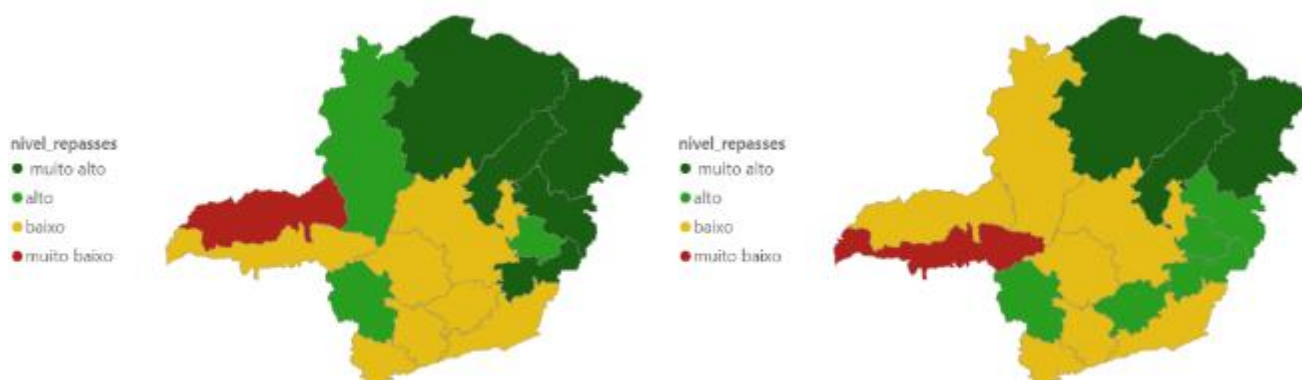 nivel_repasses
muito alto
alto
baixo
muito baixo
nivel_repasses
muito alto
alto
baixo
muito baixo